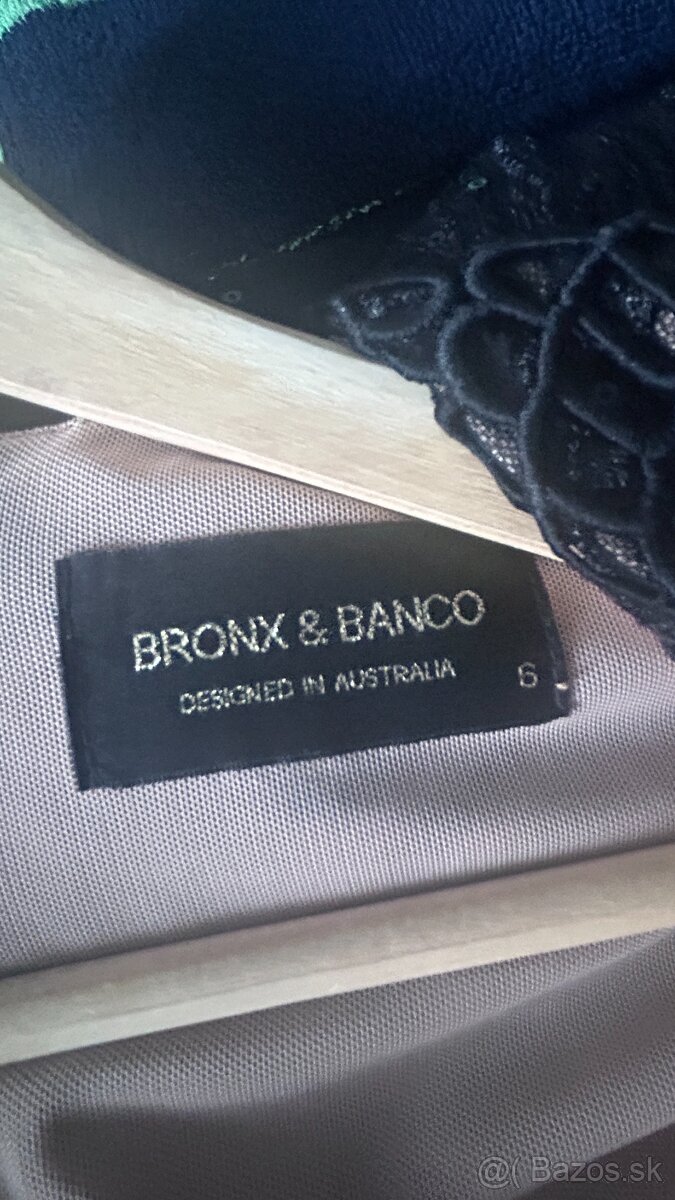 BRONX & BANCO
DESIGNED IN AUSTRALIA 6
@( Bazos.sk